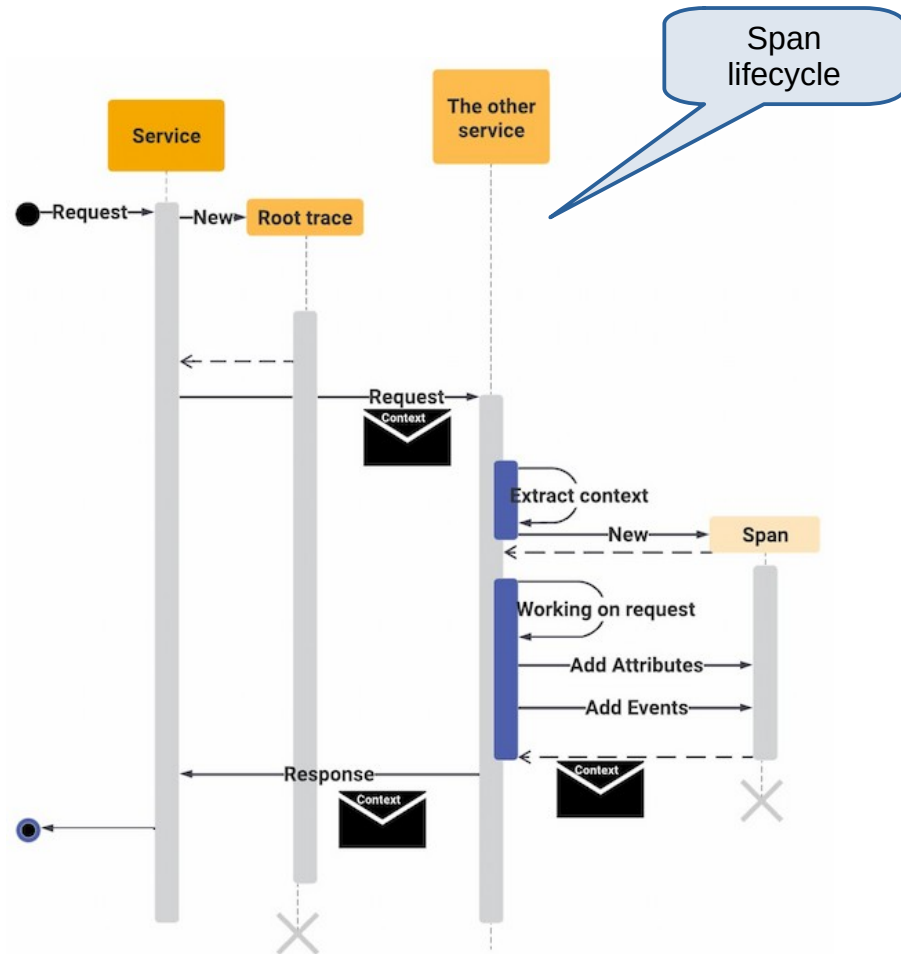 Span
lifecycle
The other
service
Service
Request
New
Root trace
Request
Context
Extract context
New
Span
Working on request
Add Attributes
Add Events
Response
Context
Context